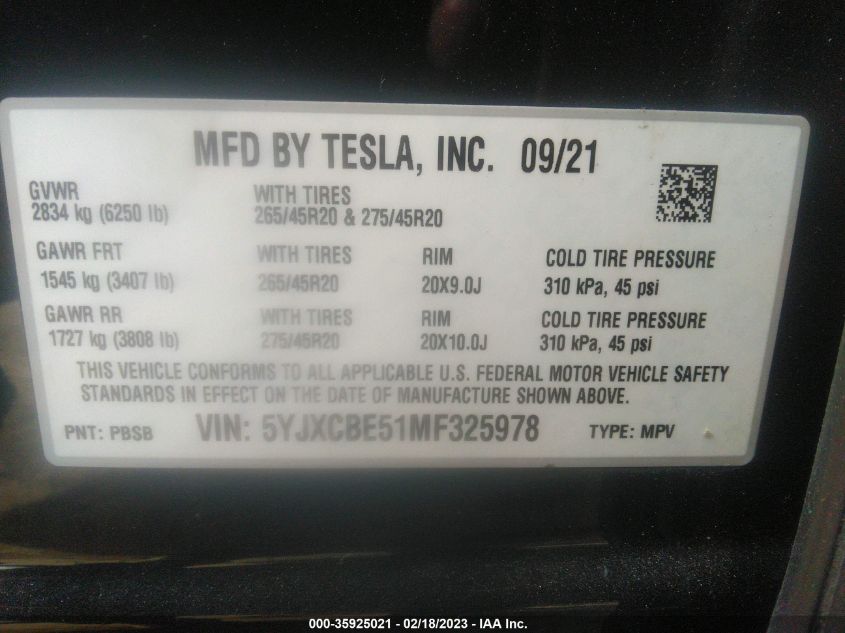 MFD BY TESLA, INC. 09/21
GVWR
2834 kg (6250 lb)
WITH TIRES
265/45R20 & 275/45R20
GAWR FRT WITH TIRES RIM COLD TIRE PRESSURE
1545 kg (3407 lb) 265/45R20 20X9.0J 310 kPa, 45 psi
GAWR RR WITH TIRES RIM COLD TIRE PRESSURE
1727 kg (3808 lb) 275/45R20 20X10.0J 310 kPa, 45 psi
THIS VEHICLE CONFORMS TO ALL APPLICABLE U.S. FEDERAL MOTOR VEHICLE SAFETY
STANDARDS IN EFFECT ON THE DATE OF MANUFACTURE SHOWN ABOVE.
PNT: PBSB VIN: 5YJXCBE51MF325978 TYPE: MPV
000-35925021 - 02/18/2023 - IAA Inc.